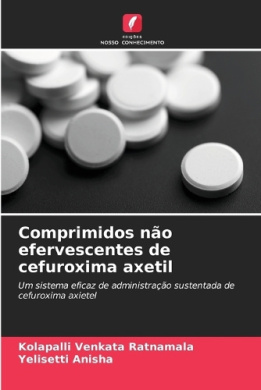 edições
NOSSO CONHECIMENTO
Comprimidos não
efervescentes de
cefuroxima axetil
Um sistema eficaz de administração sustentada de
cefuroxima axietel
Kolapalli Venkata Ratnamala
Yelisetti Anisha